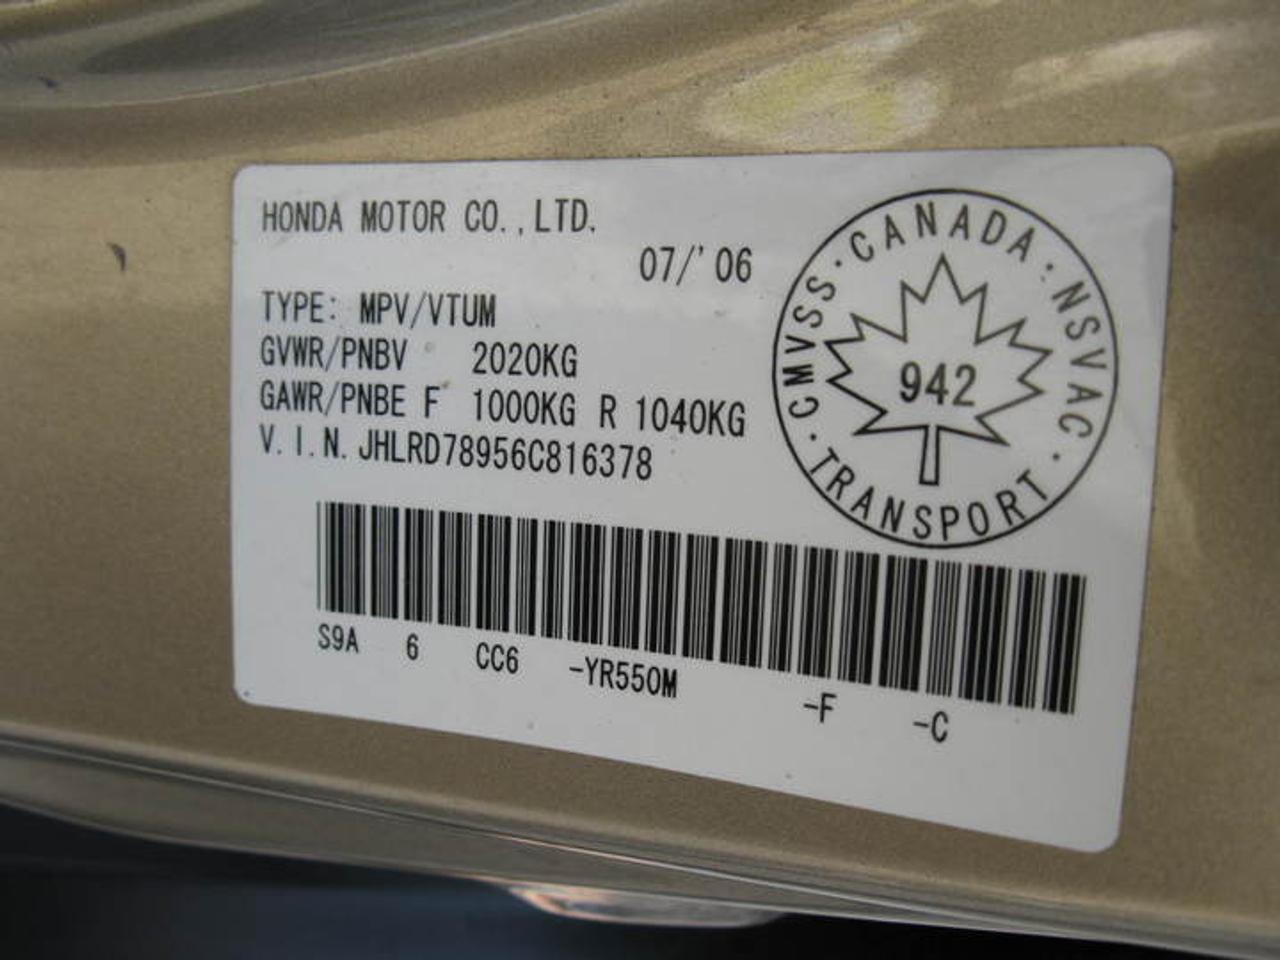 HONDA MOTOR CO.,LTD.
07/'06
TYPE: MPV/VTUM
GVWR/PNBV 2020KG
GAWR/PNBE F 1000KG R 1040KG
V.I.N. JHLRD78956C816378
CANADA · NSVAC · TRANSPORT · CMVSS ·
942
S9A 6 CC6 -YR550M -F -C